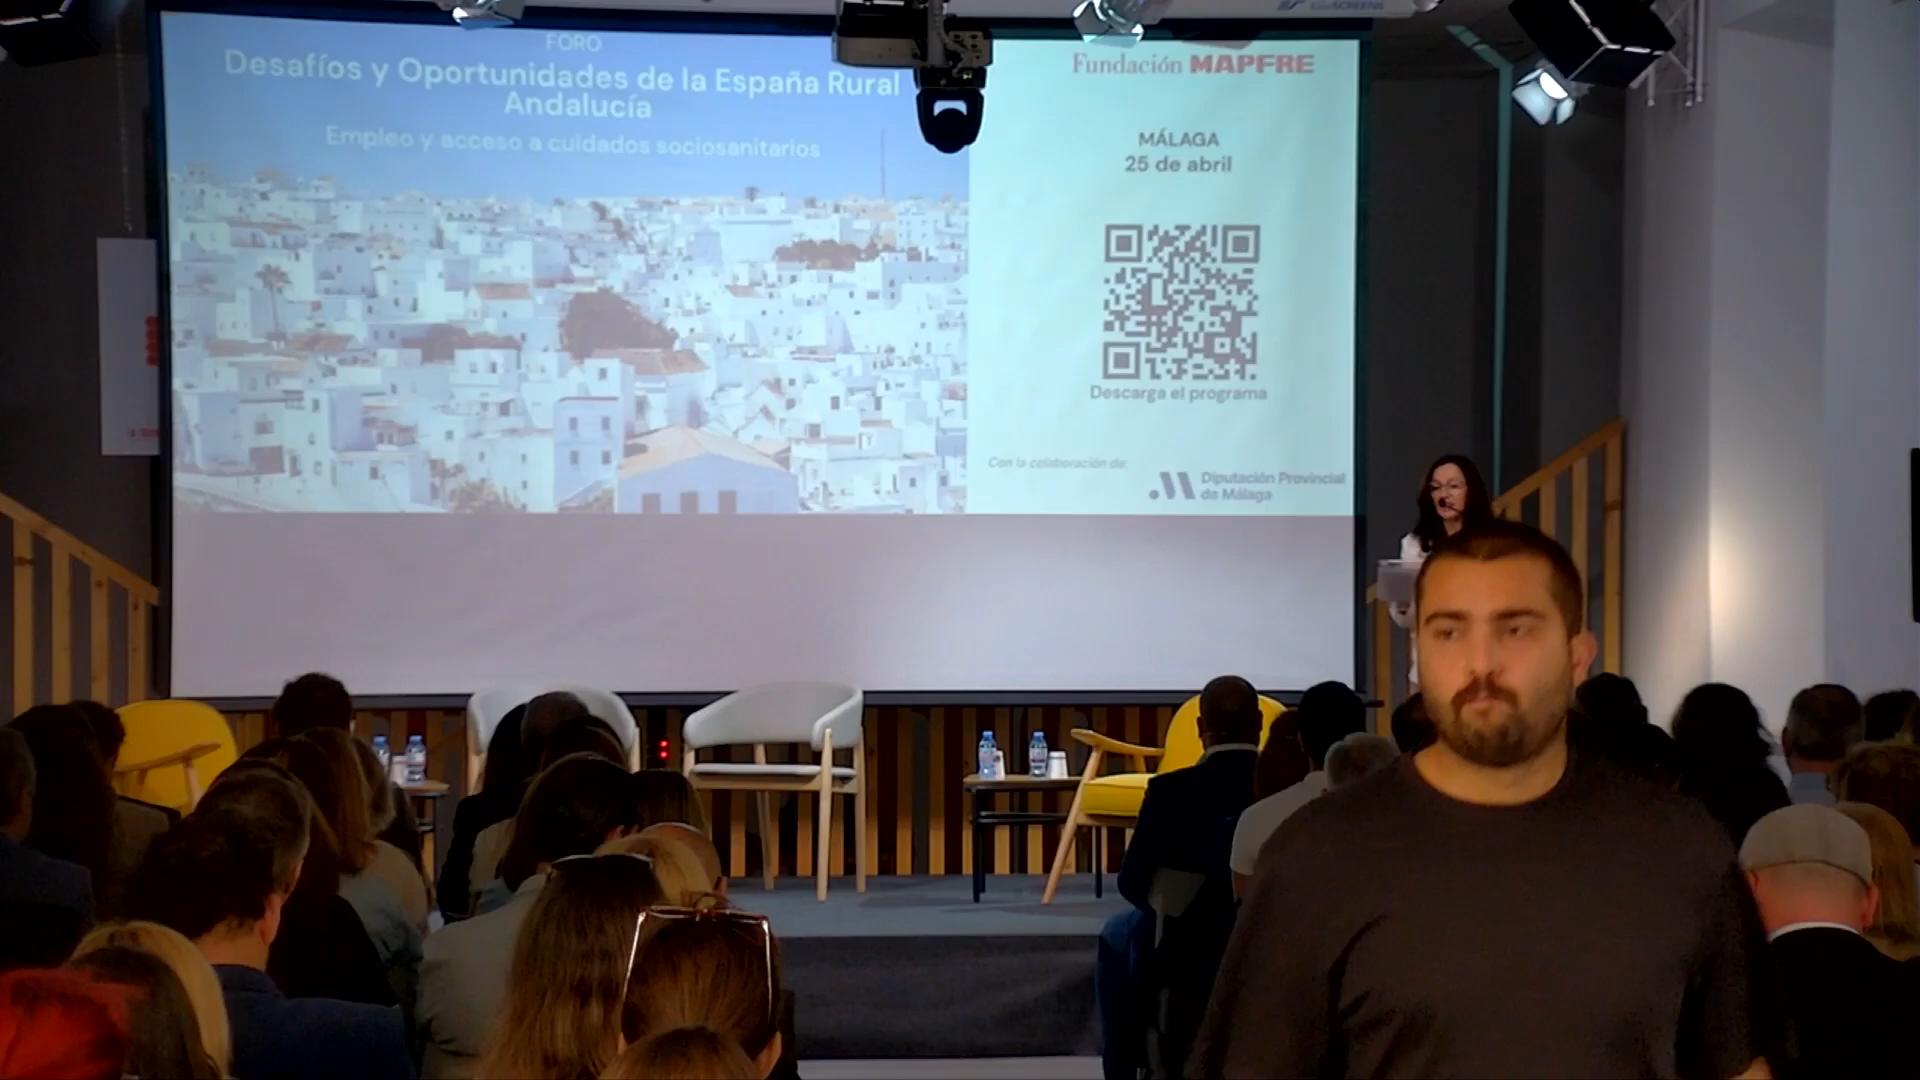 FORO
Desafíos y Oportunidades de la España Rural
Andalucía
Empleo y acceso a cuidados sociosanitarios
Fundación MAPFRE
MÁLAGA
25 de abril
Descarga el programa
Con la colaboración de:
Diputación Provincial
de Málaga